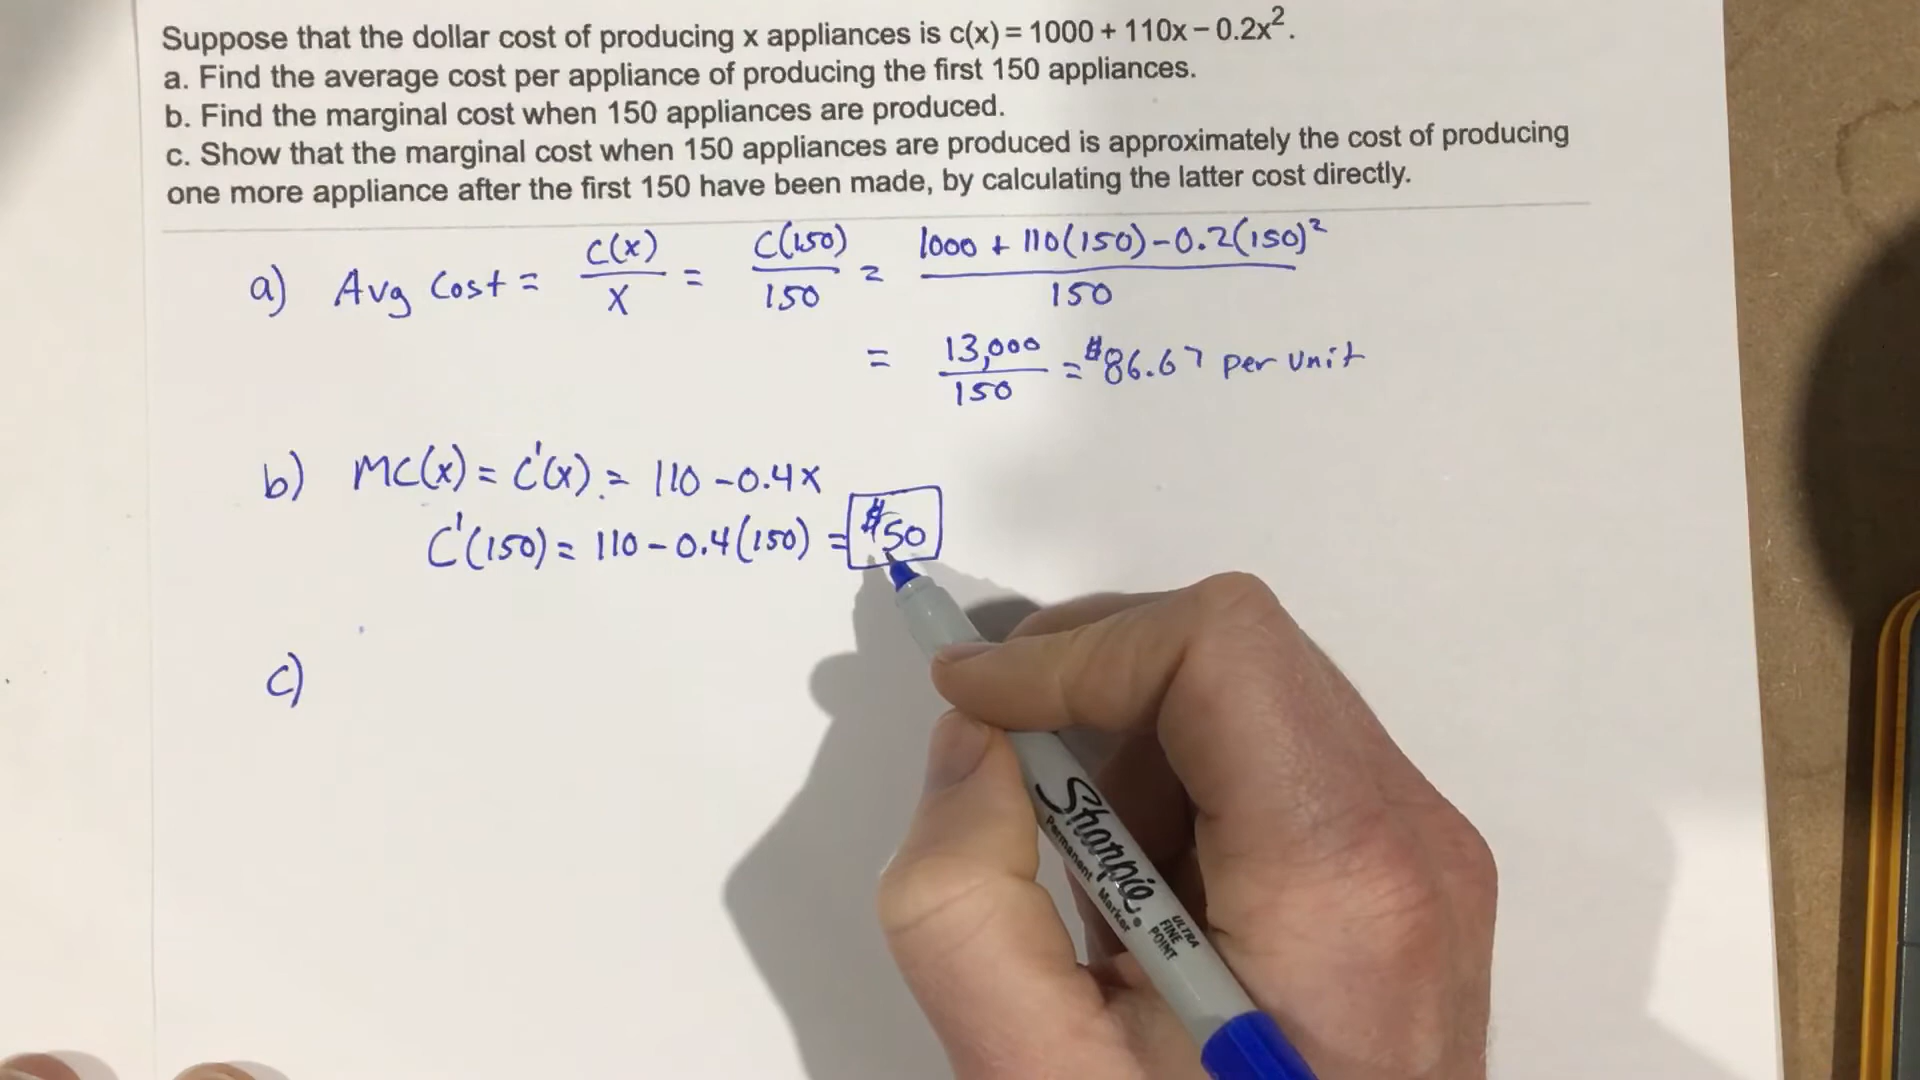 Suppose that the dollar cost of producing x appliances is c(x) = 1000 + 110x − 0.2x².
a. Find the average cost per appliance of producing the first 150 appliances.
b. Find the marginal cost when 150 appliances are produced.
c. Show that the marginal cost when 150 appliances are produced is approximately the cost of producing
one more appliance after the first 150 have been made, by calculating the latter cost directly.
a) Avg Cost = C(x)/X = C(150)/150 = 1000 + 110(150) - 0.2(150)²/150
= 13,000/150 = $86.67 per unit
b) MC(x) = C'(x) = 110 - 0.4x
C'(150) = 110 - 0.4(150) = $50
c)
Sharpie
Permanent Marker
ULTRA
FINE
POINT